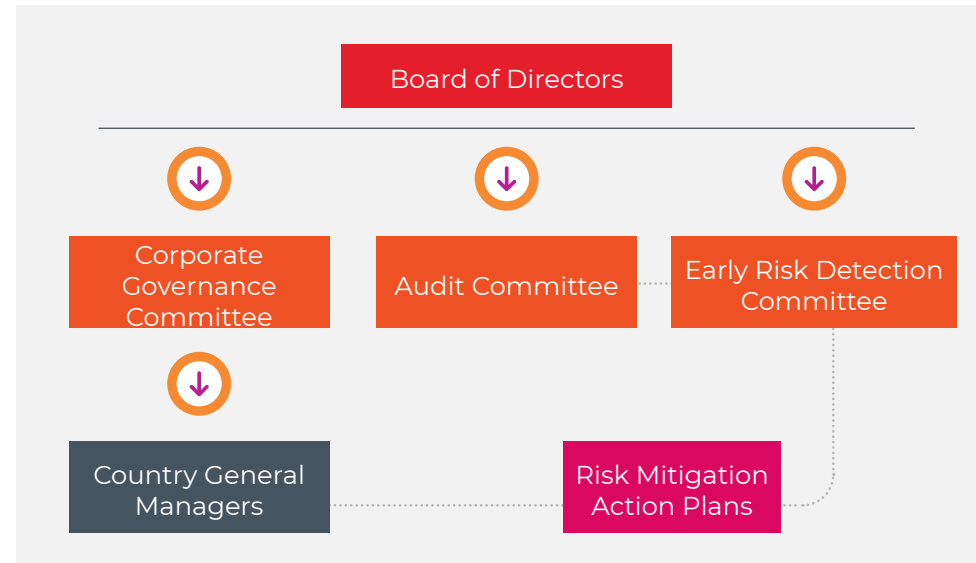 Board of Directors
Corporate
Governance
Committee
Audit Committee
Early Risk Detection
Committee
Country General
Managers
Risk Mitigation
Action Plans